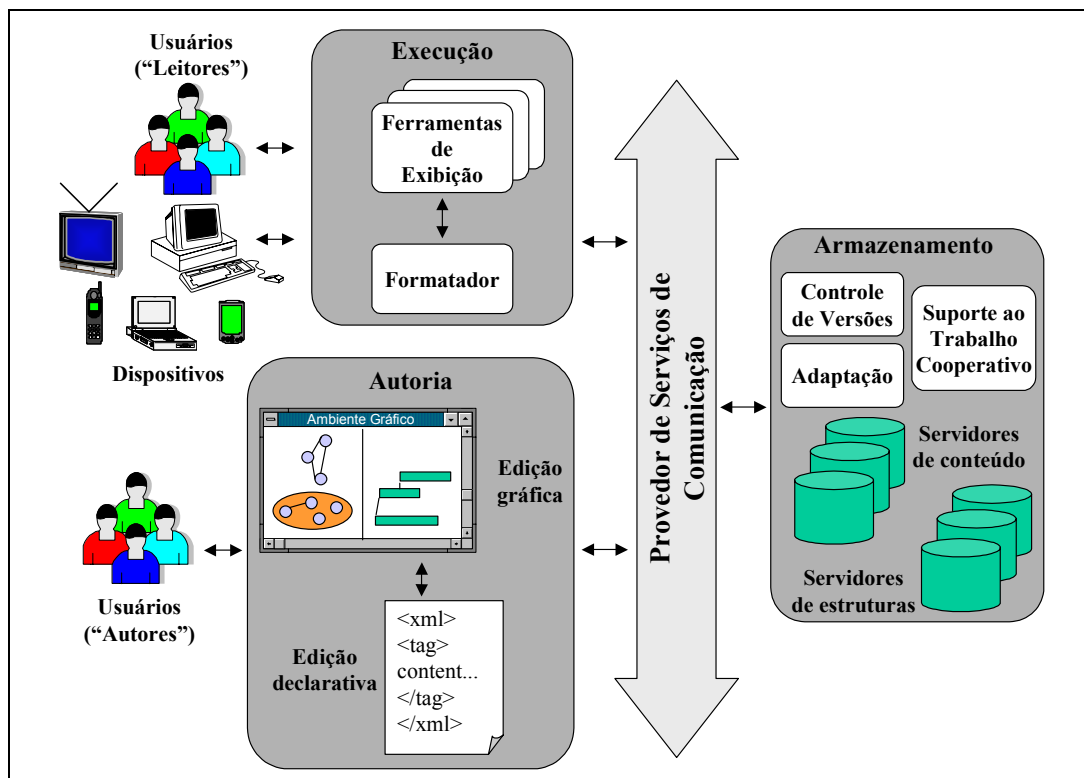 Usuários
(“Leitores”)
Dispositivos
Execução
Ferramentas
de
Exibição
Formatador
Usuários
(“Autores”)
Autoria
Ambiente Gráfico
Edição
gráfica
Edição
declarativa
<xml>
<tag>
content...
</tag>
</xml>
Provedor de Serviços de
Comunicação
Armazenamento
Controle
de Versões
Suporte ao
Trabalho
Cooperativo
Adaptação
Servidores
de conteúdo
Servidores
de estruturas